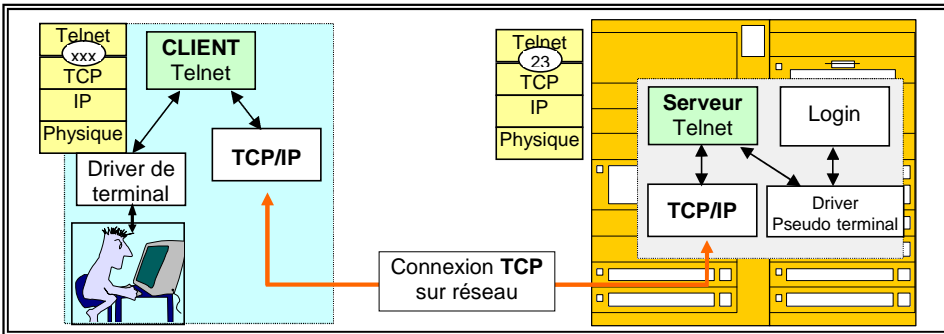 Telnet
xxx
TCP
IP
Physique
CLIENT
Telnet
TCP/IP
Driver de
terminal
Connexion TCP
sur réseau
Telnet
23
TCP
IP
Physique
Serveur
Telnet
Login
TCP/IP
Driver
Pseudo terminal